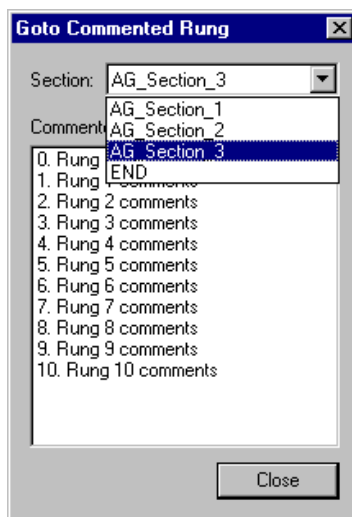 Goto Commented Rung
Section: AG_Section_3
AG_Section_1
Comment AG_Section_2
AG_Section_3
0. Rung END
1. Rung comments
2. Rung 2 comments
3. Rung 3 comments
4. Rung 4 comments
5. Rung 5 comments
6. Rung 6 comments
7. Rung 7 comments
8. Rung 8 comments
9. Rung 9 comments
10. Rung 10 comments
Close